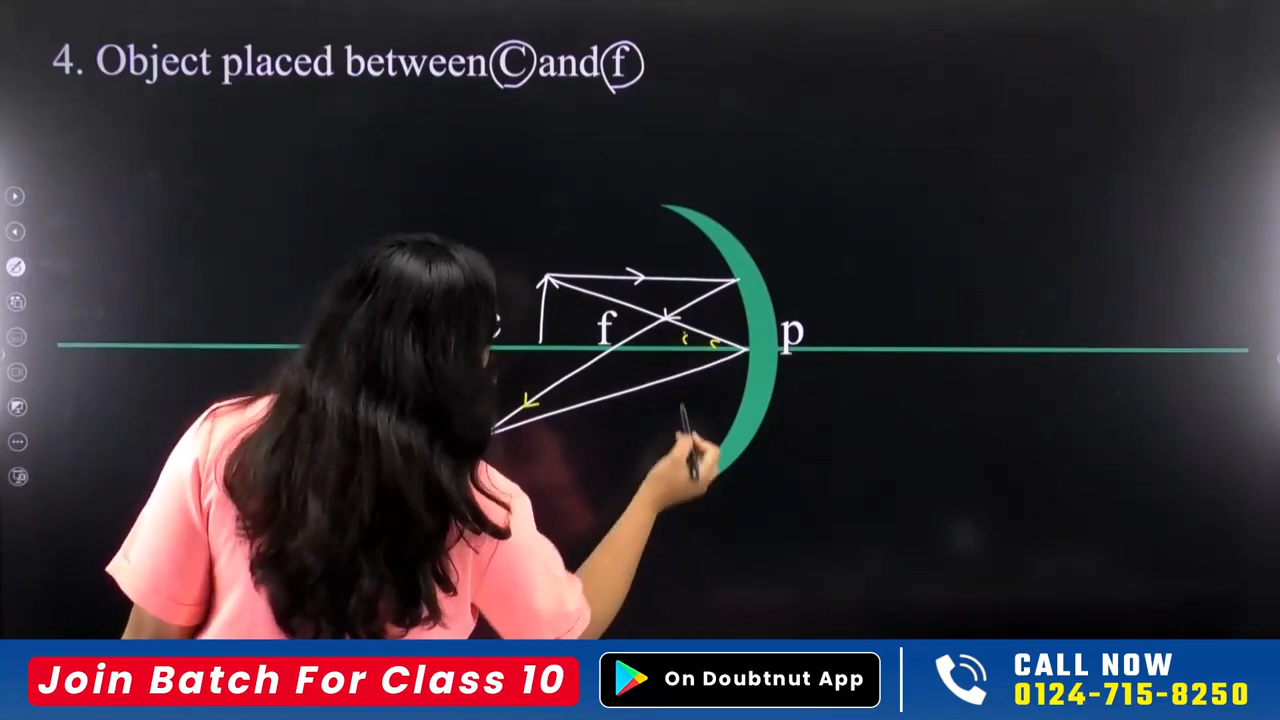 4. Object placed between C and f
f
p
i r
Join Batch For Class 10
On Doubtnut App
CALL NOW
0124-715-8250